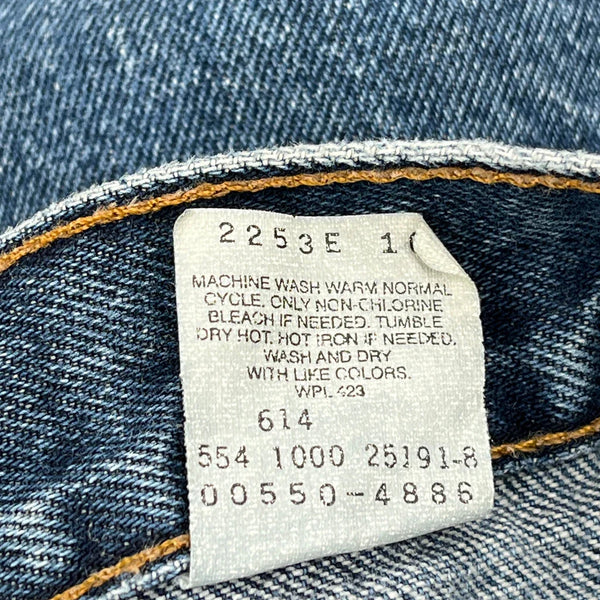 2253E 1
MACHINE WASH WARM NORMAL
CYCLE. ONLY NON-CHLORINE
BLEACH IF NEEDED. TUMBLE
DRY HOT. HOT IRON IF NEEDED.
WASH AND DRY
WITH LIKE COLORS.
WPL 423
614
554 1000 25191-8
00550-4886